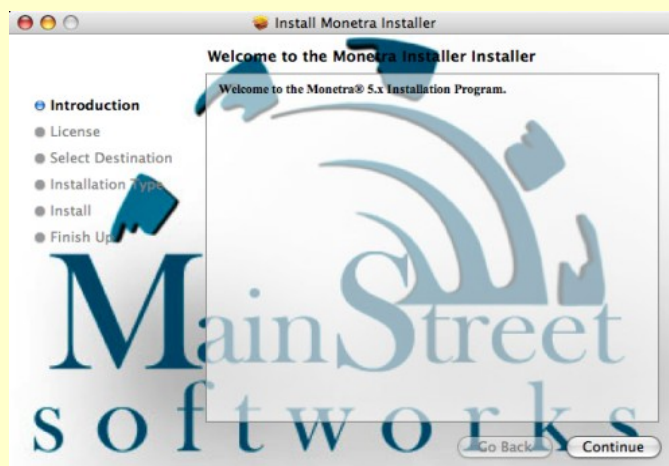 Install Monetra Installer
Welcome to the Monetra Installer Installer
Welcome to the Monetra® 5.x Installation Program.
Introduction
License
Select Destination
Installation Type
Install
Finish Up
MainStreet
softworks
Go Back
Continue